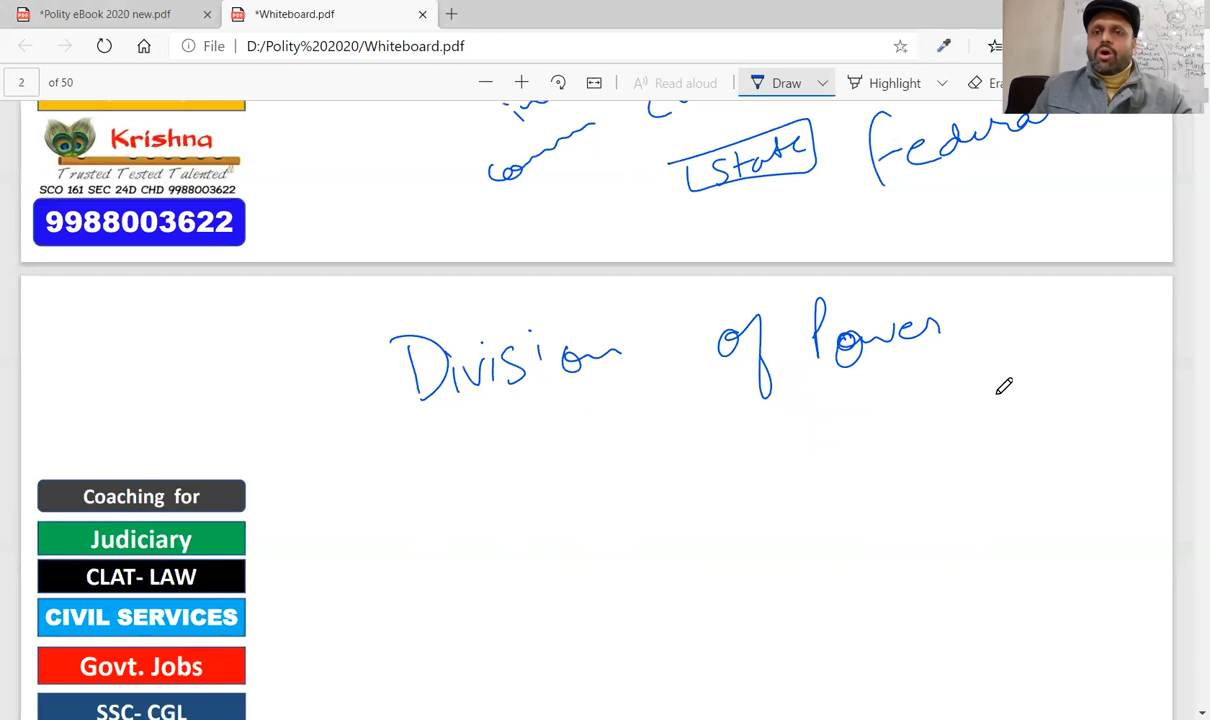 *Polity eBook 2020 new.pdf
*Whiteboard.pdf
File D:/Polity%202020/Whiteboard.pdf
2 of 50
Read aloud
Draw
Highlight
Krishna
Trusted Tested Talented
SCO 161 SEC 24D CHD 9988003622
9988003622
State
Federa
Division of Power
Coaching for
Judiciary
CLAT- LAW
CIVIL SERVICES
Govt. Jobs
SSC- CGL